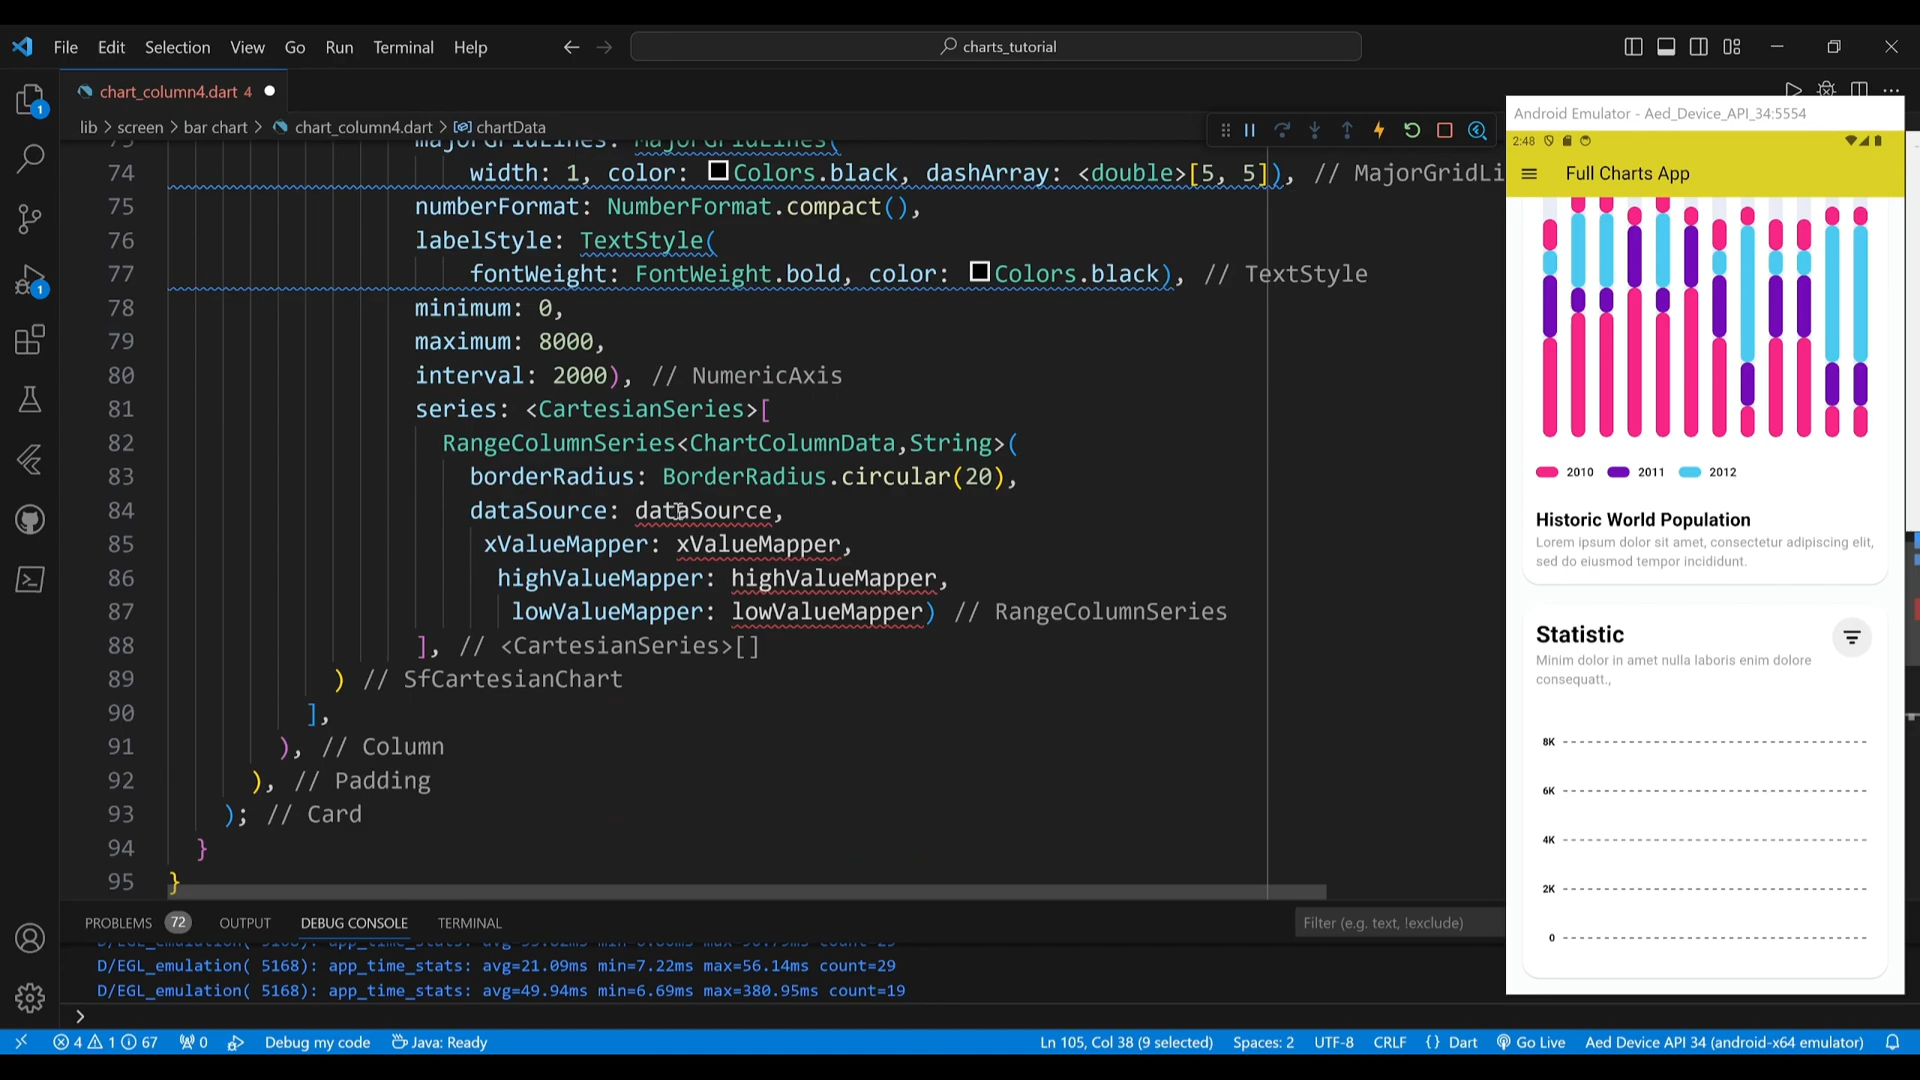 File Edit Selection View Go Run Terminal Help
charts_tutorial
chart_column4.dart 4
lib > screen > bar chart > chart_column4.dart > chartData
majorGridLines: MajorGridLines(
74 width: 1, color: Colors.black, dashArray: <double>[5, 5]), // MajorGridLi
75 numberFormat: NumberFormat.compact(),
76 labelStyle: TextStyle(
77 fontWeight: FontWeight.bold, color: Colors.black), // TextStyle
78 minimum: 0,
79 maximum: 8000,
80 interval: 2000), // NumericAxis
81 series: <CartesianSeries>[
82 RangeColumnSeries<ChartColumnData,String>(
83 borderRadius: BorderRadius.circular(20),
84 dataSource: dataSource,
85 xValueMapper: xValueMapper,
86 highValueMapper: highValueMapper,
87 lowValueMapper: lowValueMapper) // RangeColumnSeries
88 ], // <CartesianSeries>[]
89 ) // SfCartesianChart
90 ],
91 ), // Column
92 ), // Padding
93 ); // Card
94 }
95 }
PROBLEMS 72 OUTPUT DEBUG CONSOLE TERMINAL
Filter (e.g. text, !exclude)
D/EGL_emulation( 5168): app_time_stats: avg=21.09ms min=7.22ms max=56.14ms count=29
D/EGL_emulation( 5168): app_time_stats: avg=49.94ms min=6.69ms max=380.95ms count=19
>
4 1 67 0 Debug my code Java: Ready
Ln 105, Col 38 (9 selected) Spaces: 2 UTF-8 CRLF {} Dart Go Live Aed Device API 34 (android-x64 emulator)
1
1
Android Emulator - Aed_Device_API_34:5554
2:48
Full Charts App
2010 2011 2012
Historic World Population
Lorem ipsum dolor sit amet, consectetur adipiscing elit,
sed do eiusmod tempor incididunt.
Statistic
Minim dolor in amet nulla laboris enim dolore
consequatt.,
8K
6K
4K
2K
0